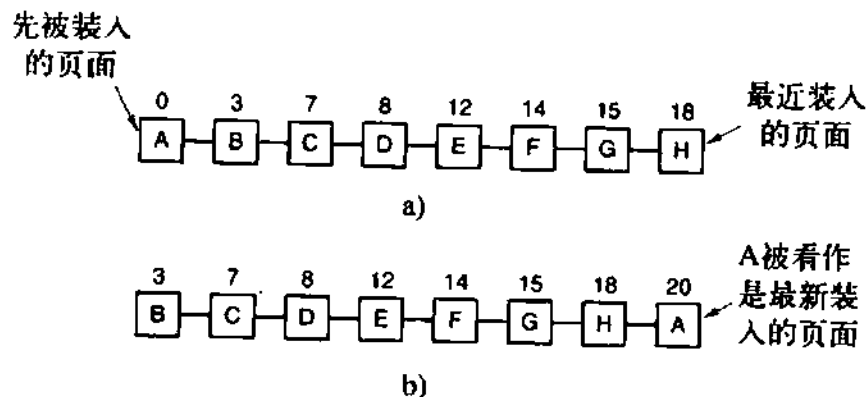 先被装入
的页面
0 3 7 8 12 14 15 18
A B C D E F G H
最近装入
的页面
a)
3 7 8 12 14 15 18 20
B C D E F G H A
A被看作
是最新装
入的页面
b)